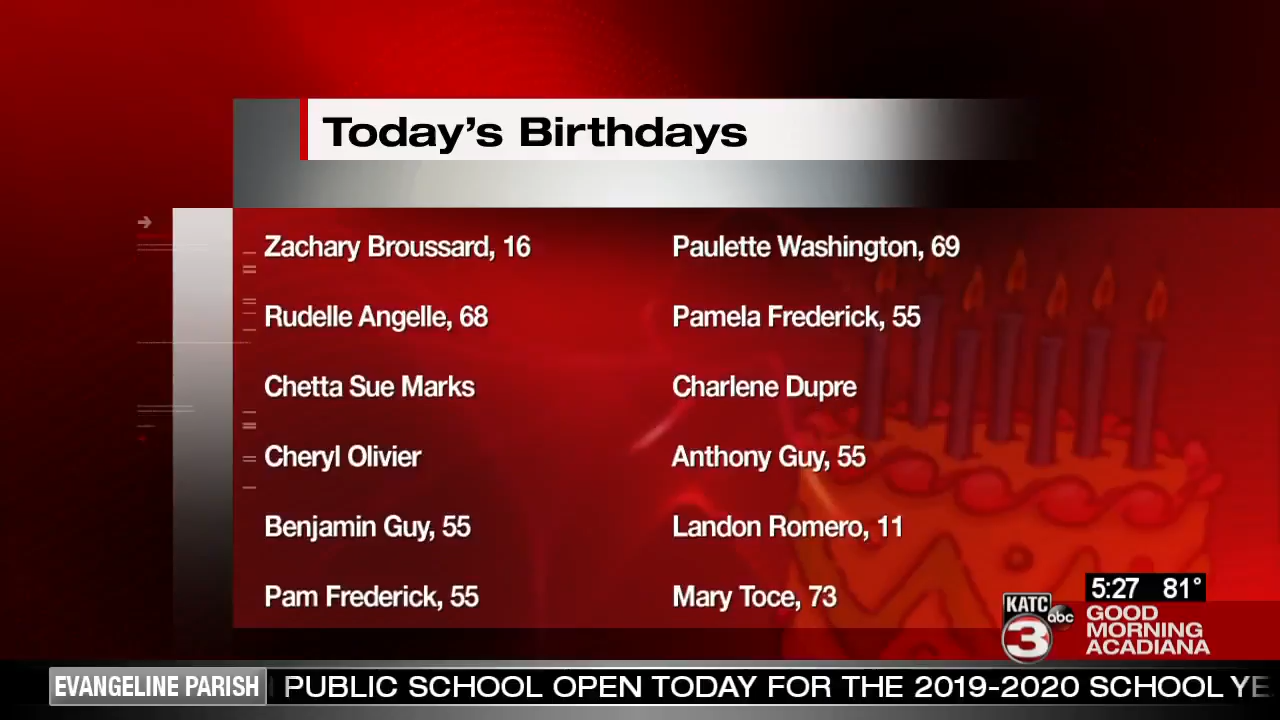 Today's Birthdays
Zachary Broussard, 16
Rudelle Angelle, 68
Chetta Sue Marks
Cheryl Olivier
Benjamin Guy, 55
Pam Frederick, 55
Paulette Washington, 69
Pamela Frederick, 55
Charlene Dupre
Anthony Guy, 55
Landon Romero, 11
Mary Toce, 73
5:27 81°
KATC abc
3
GOOD
MORNING
ACADIANA
EVANGELINE PARISH PUBLIC SCHOOL OPEN TODAY FOR THE 2019-2020 SCHOOL YE